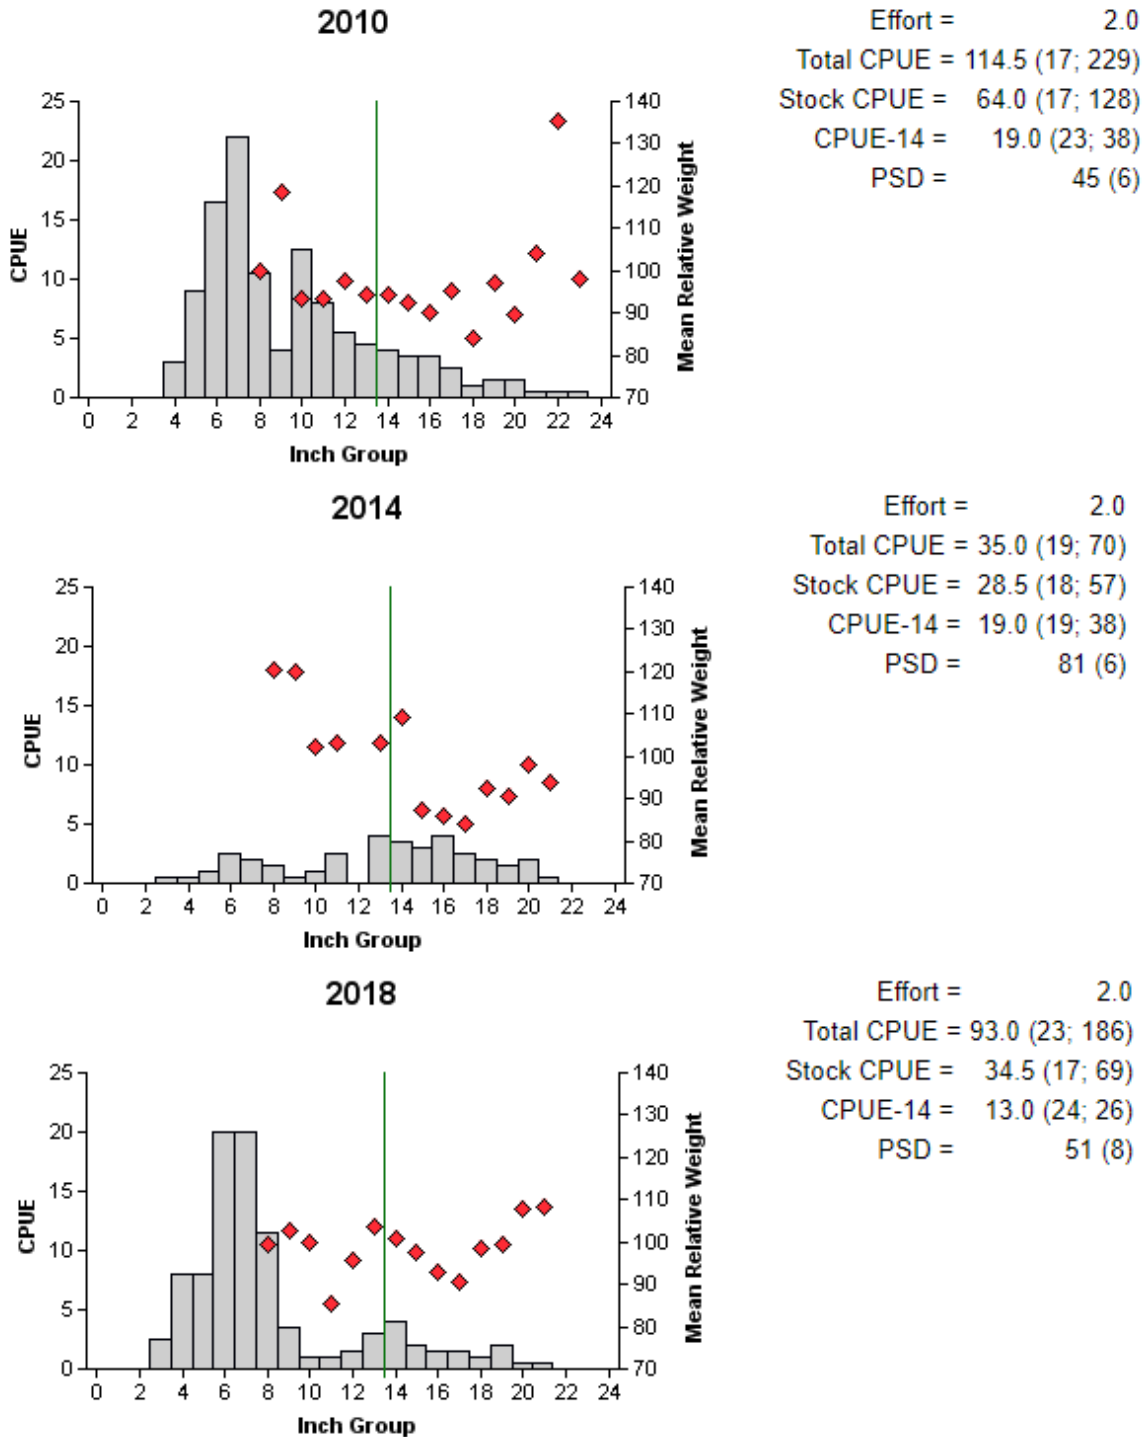 2010
Effort = 2.0
Total CPUE = 114.5 (17; 229)
Stock CPUE = 64.0 (17; 128)
CPUE-14 = 19.0 (23; 38)
PSD = 45 (6)
25 140
130
20 120
15 110
10 100
90
5 80
0 70
CPUE
Mean Relative Weight
0 2 4 6 8 10 12 14 16 18 20 22 24
Inch Group
2014
Effort = 2.0
Total CPUE = 35.0 (19; 70)
Stock CPUE = 28.5 (18; 57)
CPUE-14 = 19.0 (19; 38)
PSD = 81 (6)
25 140
130
20 120
15 110
10 100
90
5 80
0 70
CPUE
Mean Relative Weight
0 2 4 6 8 10 12 14 16 18 20 22 24
Inch Group
2018
Effort = 2.0
Total CPUE = 93.0 (23; 186)
Stock CPUE = 34.5 (17; 69)
CPUE-14 = 13.0 (24; 26)
PSD = 51 (8)
25 140
130
20 120
15 110
10 100
90
5 80
0 70
CPUE
Mean Relative Weight
0 2 4 6 8 10 12 14 16 18 20 22 24
Inch Group